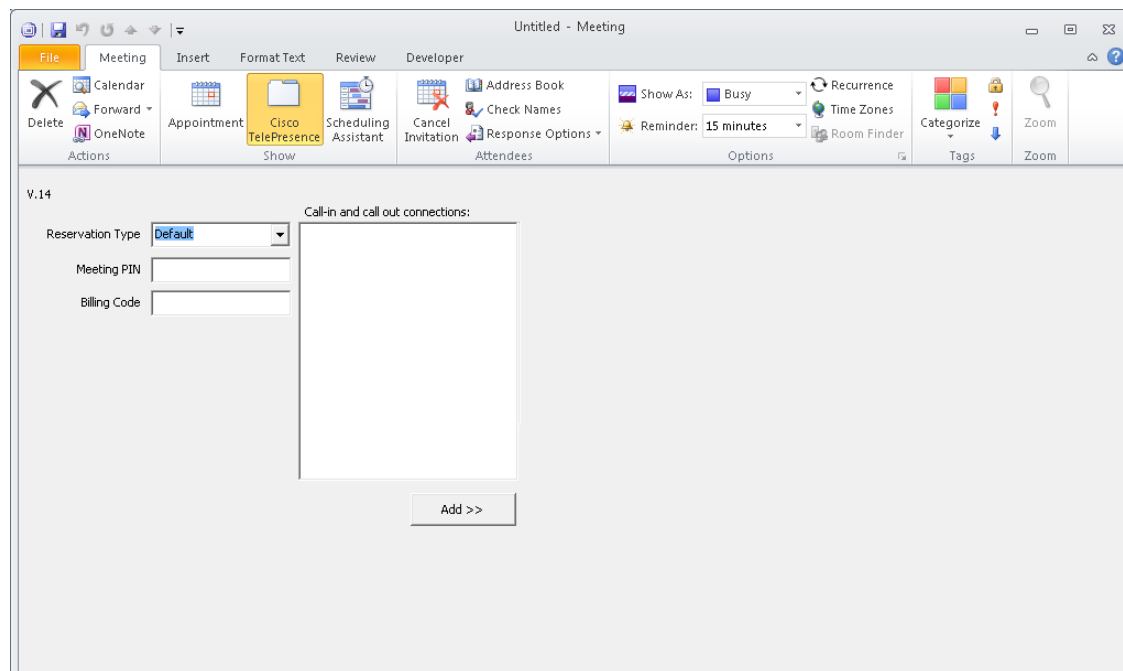 Untitled - Meeting
File Meeting Insert Format Text Review Developer
Delete
Calendar
Forward
OneNote
Actions
Appointment
Cisco
TelePresence
Scheduling
Assistant
Show
Cancel
Invitation
Address Book
Check Names
Response Options
Attendees
Show As: Busy
Reminder: 15 minutes
Recurrence
Time Zones
Room Finder
Options
Categorize
Tags
Zoom
Zoom
V.14
Call-in and call out connections:
Reservation Type Default
Meeting PIN
Billing Code
Add >>